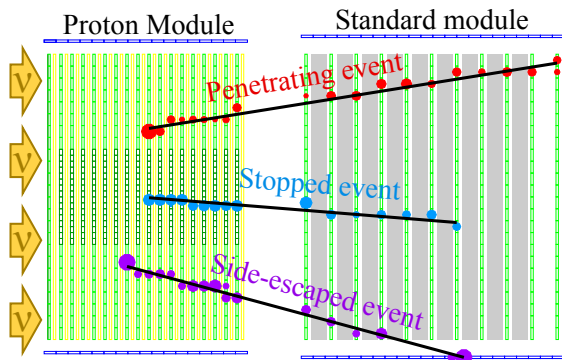 Proton Module
Standard module
ν
Penetrating event
ν
Stopped event
ν
Side-escaped event
ν